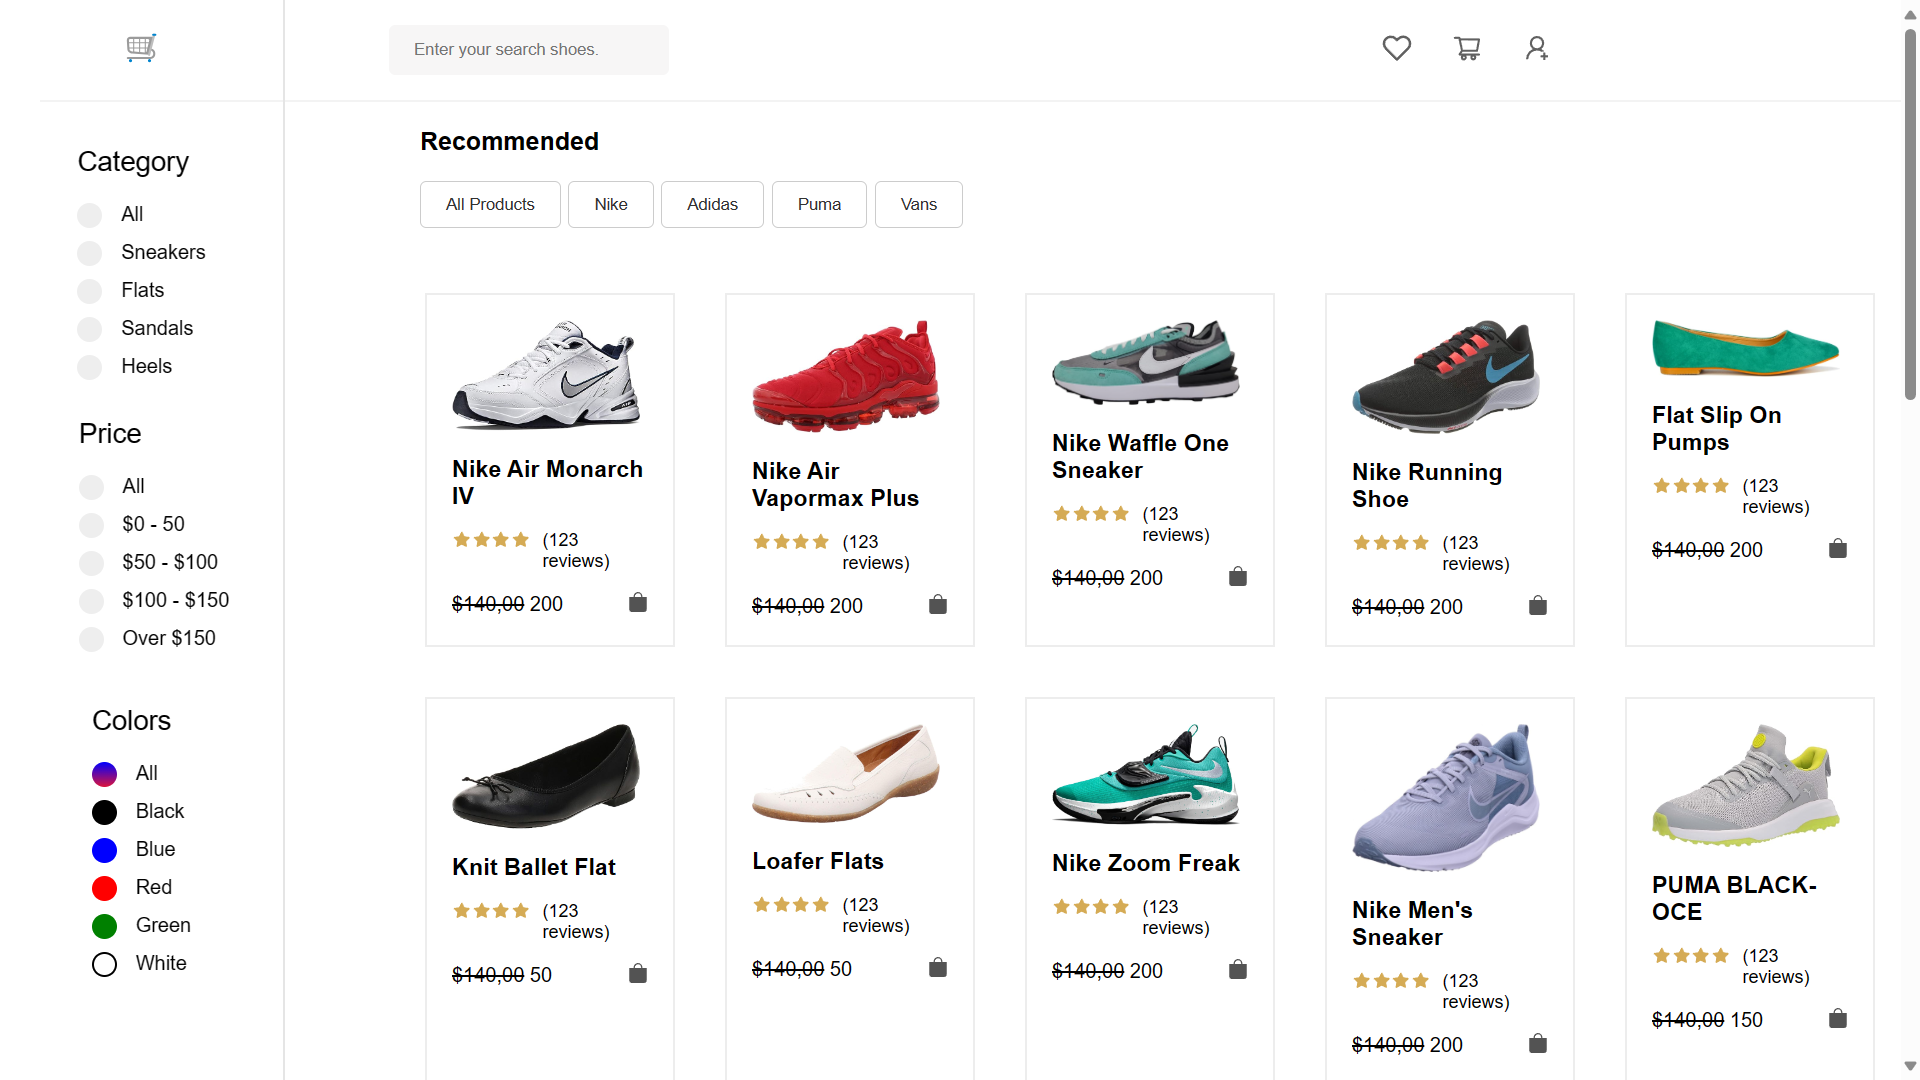 Enter your search shoes.
Category
All
Sneakers
Flats
Sandals
Heels
Price
All
$0 - 50
$50 - $100
$100 - $150
Over $150
Colors
All
Black
Blue
Red
Green
White
Recommended
All Products
Nike
Adidas
Puma
Vans
Nike Air Monarch
IV
(123
reviews)
$140,00 200
Nike Air
Vapormax Plus
(123
reviews)
$140,00 200
Nike Waffle One
Sneaker
(123
reviews)
$140,00 200
Nike Running
Shoe
(123
reviews)
$140,00 200
Flat Slip On
Pumps
(123
reviews)
$140,00 200
Knit Ballet Flat
(123
reviews)
$140,00 50
Loafer Flats
(123
reviews)
$140,00 50
Nike Zoom Freak
(123
reviews)
$140,00 200
Nike Men's
Sneaker
(123
reviews)
$140,00 200
PUMA BLACK-
OCE
(123
reviews)
$140,00 150